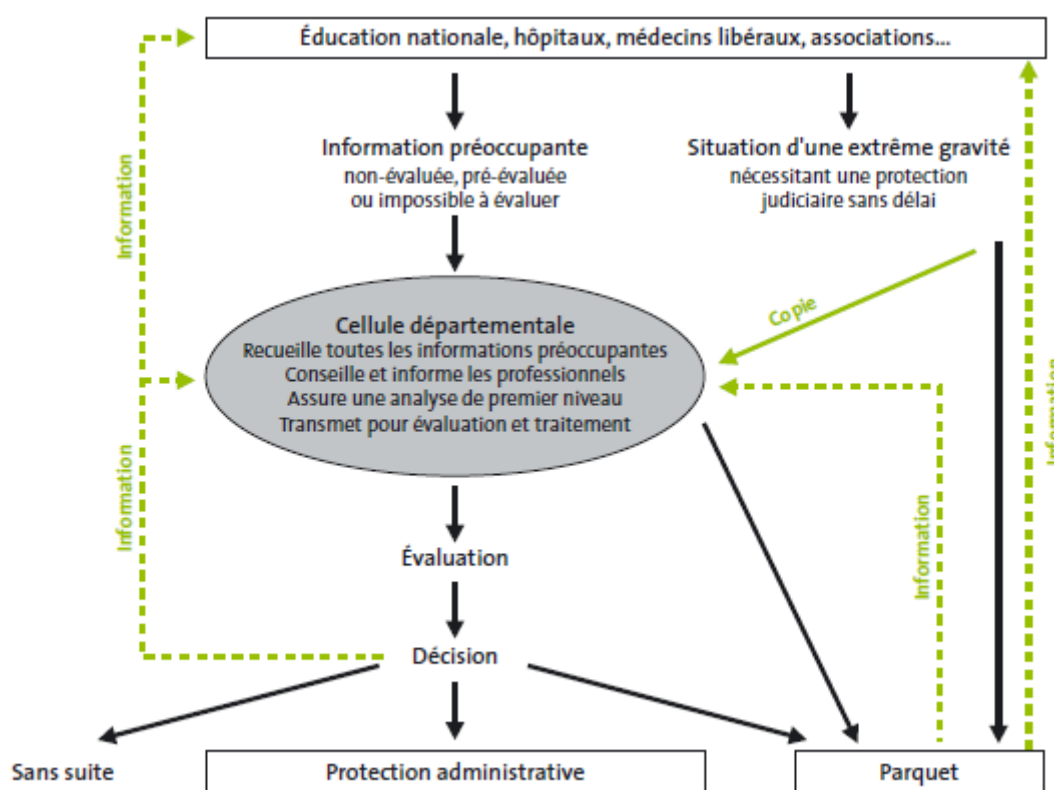 Éducation nationale, hôpitaux, médecins libéraux, associations...
Information préoccupante
non-évaluée, pré-évaluée
ou impossible à évaluer
Situation d'une extrême gravité
nécessitant une protection
judiciaire sans délai
Information
Copie
Cellule départementale
Recueille toutes les informations préoccupantes
Conseille et informe les professionnels
Assure une analyse de premier niveau
Transmet pour évaluation et traitement
Information
Information
Information
Évaluation
Décision
Sans suite
Protection administrative
Parquet